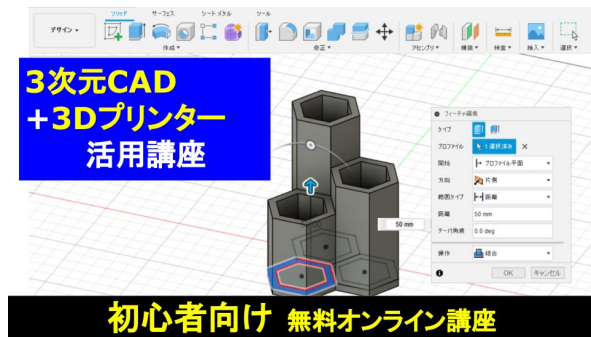 ソリッド サーフェス シート メタル ツール
デザイン
作成 修正 アセンブリ 構築 検査 挿入 選択
3次元CAD
+3Dプリンター
活用講座
フィーチャ編集
タイプ
プロファイル 1 選択済み
開始 プロファイル平面
方向 片側
範囲タイプ 距離
距離 50 mm
テーパ角度 0.0 deg
操作 結合
OK キャンセル
50 mm
初心者向け 無料オンライン講座